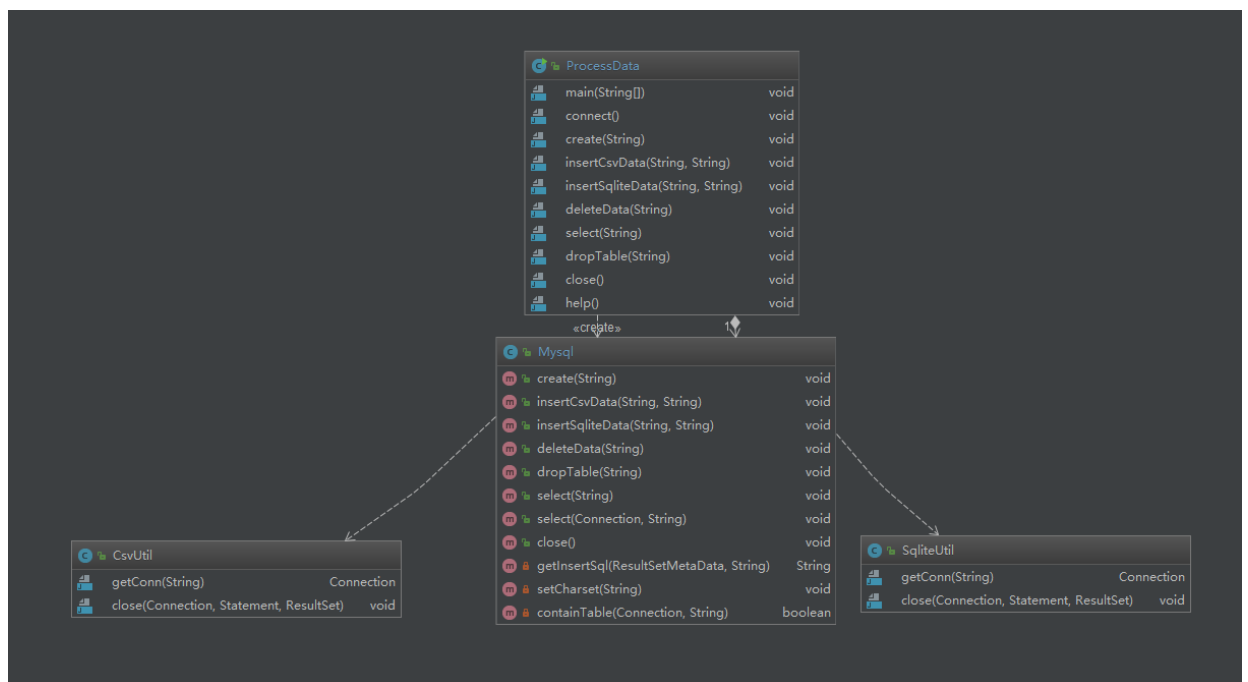 ProcessData
main(String[]) void
connect() void
create(String) void
insertCsvData(String, String) void
insertSqliteData(String, String) void
deleteData(String) void
select(String) void
dropTable(String) void
close() void
help() void
«create» 1
Mysql
create(String) void
insertCsvData(String, String) void
insertSqliteData(String, String) void
deleteData(String) void
dropTable(String) void
select(String) void
select(Connection, String) void
close() void
getInsertSql(ResultSetMetaData, String) String
setCharset(String) void
containTable(Connection, String) boolean
CsvUtil
getConn(String) Connection
close(Connection, Statement, ResultSet) void
SqliteUtil
getConn(String) Connection
close(Connection, Statement, ResultSet) void